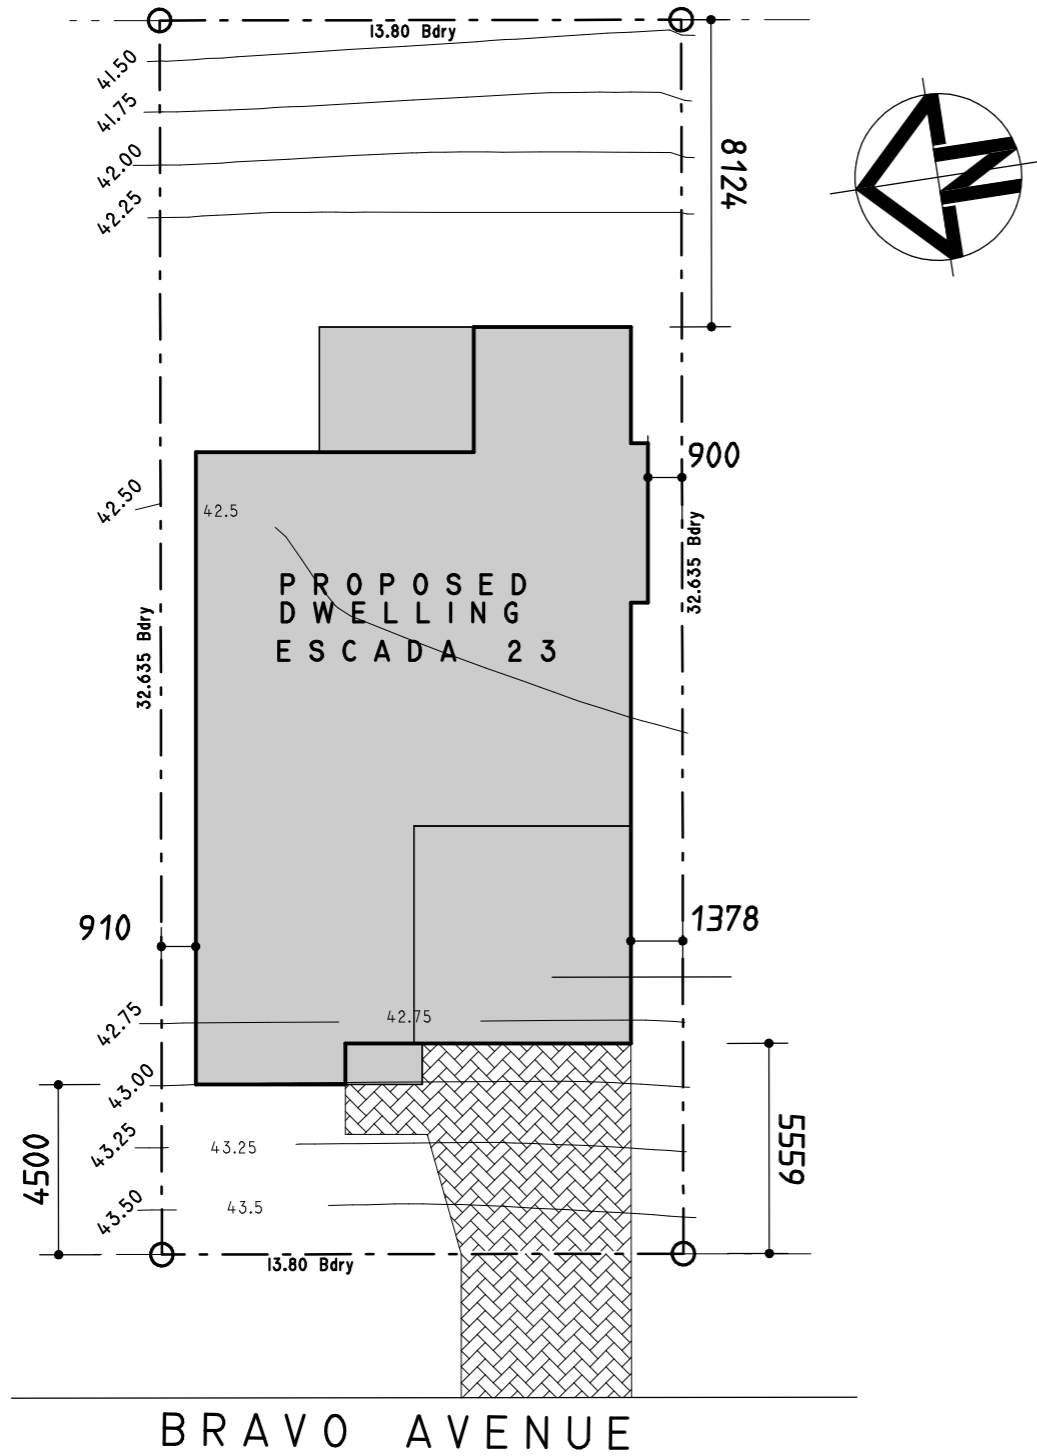 13.80 Bdry
41.50
41.75
42.00
42.25
8124
N
900
42.50
42.5
32.635 Bdry
PROPOSED
DWELLING
ESCADA 23
32.635 Bdry
910
1378
42.75
42.75
43.00
43.25
43.25
4500
5559
43.50
43.5
13.80 Bdry
BRAVO AVENUE